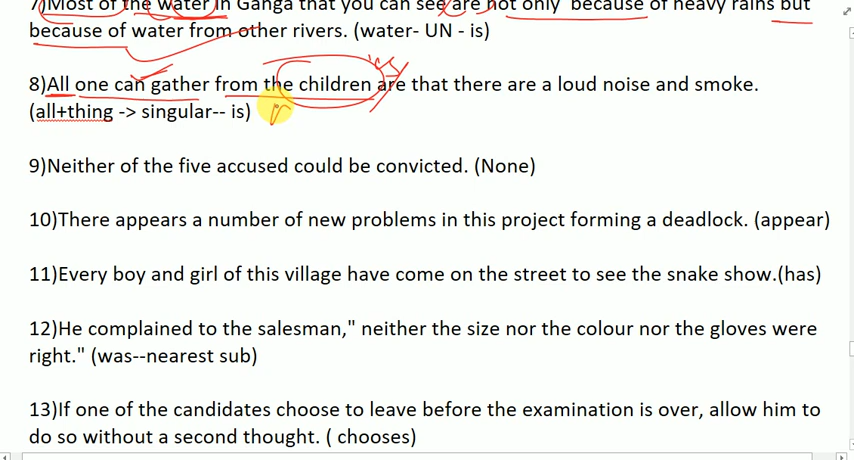 7)Most of the water in Ganga that you can see are not only because of heavy rains but
because of water from other rivers. (water- UN - is)
8)All one can gather from the children are that there are a loud noise and smoke.
(all+thing -> singular-- is)
9)Neither of the five accused could be convicted. (None)
10)There appears a number of new problems in this project forming a deadlock. (appear)
11)Every boy and girl of this village have come on the street to see the snake show.(has)
12)He complained to the salesman," neither the size nor the colour nor the gloves were
right." (was--nearest sub)
13)If one of the candidates choose to leave before the examination is over, allow him to
do so without a second thought. ( chooses)